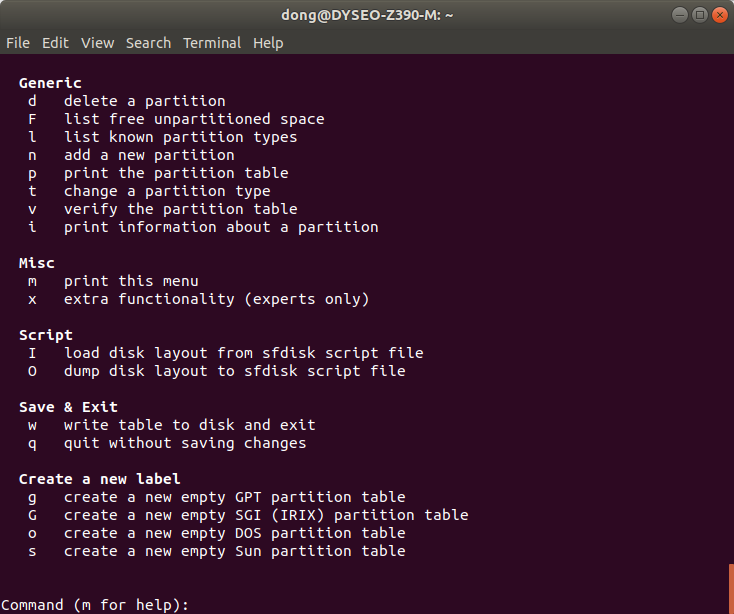 dong@DYSEO-Z390-M: ~
File Edit View Search Terminal Help
Generic
d delete a partition
F list free unpartitioned space
l list known partition types
n add a new partition
p print the partition table
t change a partition type
v verify the partition table
i print information about a partition
Misc
m print this menu
x extra functionality (experts only)
Script
I load disk layout from sfdisk script file
O dump disk layout to sfdisk script file
Save & Exit
w write table to disk and exit
q quit without saving changes
Create a new label
g create a new empty GPT partition table
G create a new empty SGI (IRIX) partition table
o create a new empty DOS partition table
s create a new empty Sun partition table
Command (m for help):